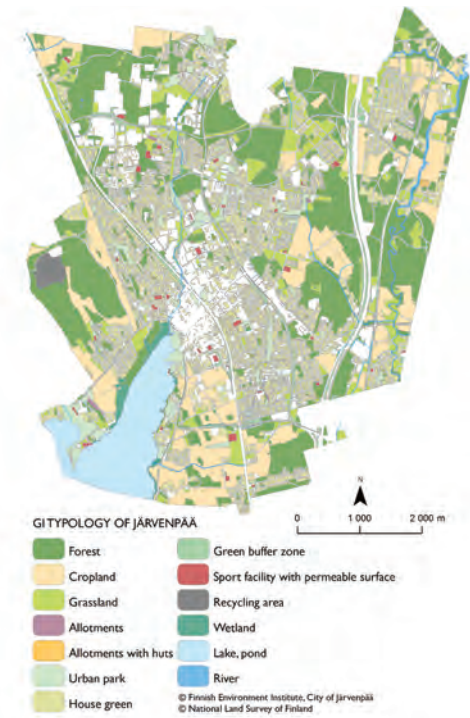 GI TYPOLOGY OF JÄRVENPÄÄ
N
0 1 000 2 000 m
Forest
Cropland
Grassland
Allotments
Allotments with huts
Urban park
House green
Green buffer zone
Sport facility with permeable surface
Recycling area
Wetland
Lake, pond
River
© Finnish Environment Institute, City of Järvenpää
© National Land Survey of Finland